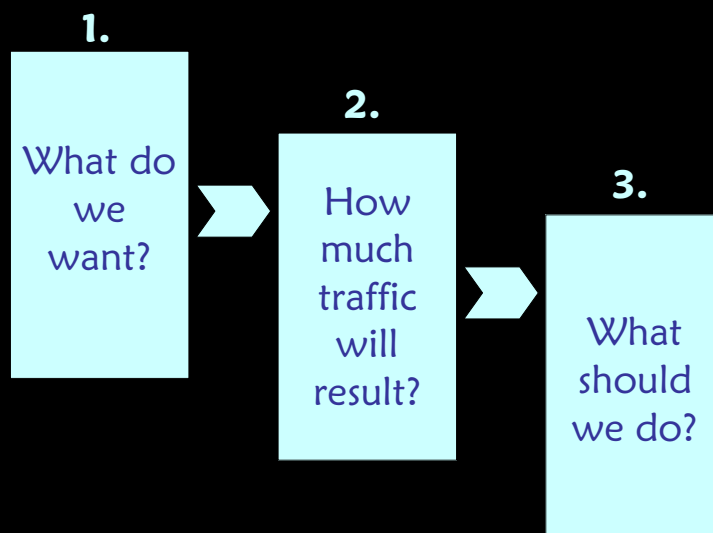 1.
What do
we
want?
2.
How
much
traffic
will
result?
3.
What
should
we do?